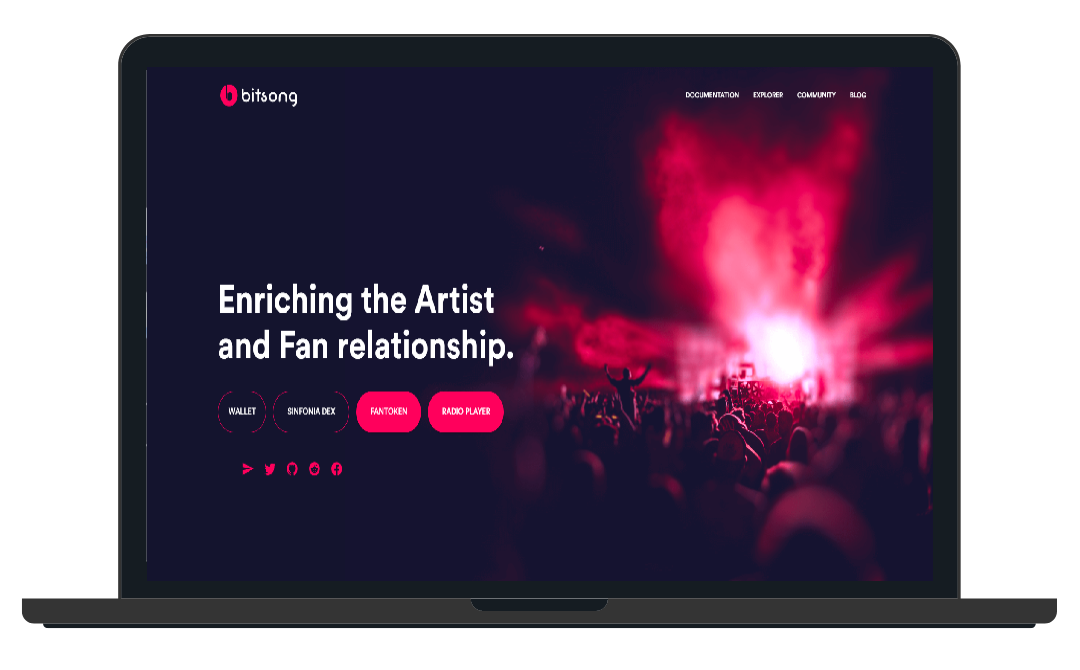 bitsong
DOCUMENTATION EXPLORER COMMUNITY BLOG
Enriching the Artist
and Fan relationship.
WALLET SINFONIA DEX FANTOKEN RADIO PLAYER